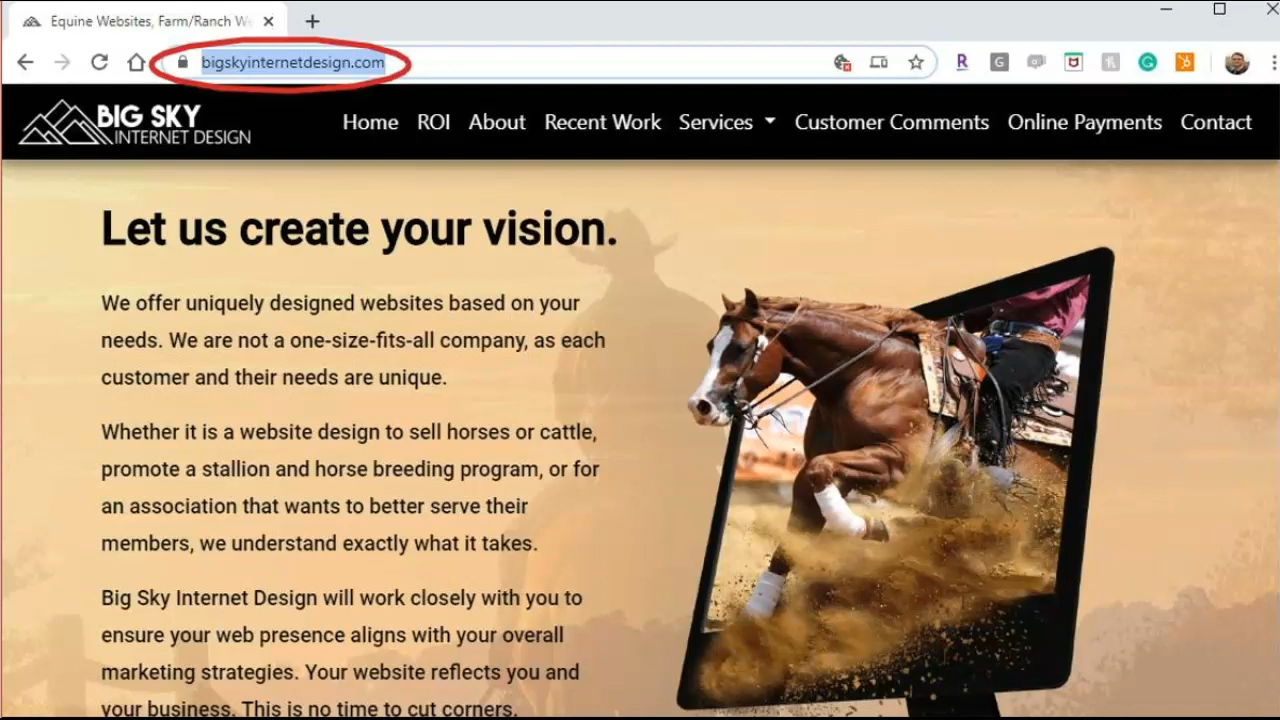 Equine Websites, Farm/Ranch We
bigskyinternetdesign.com
BIG SKY
INTERNET DESIGN
Home ROI About Recent Work Services Customer Comments Online Payments Contact
Let us create your vision.
We offer uniquely designed websites based on your
needs. We are not a one-size-fits-all company, as each
customer and their needs are unique.
Whether it is a website design to sell horses or cattle,
promote a stallion and horse breeding program, or for
an association that wants to better serve their
members, we understand exactly what it takes.
Big Sky Internet Design will work closely with you to
ensure your web presence aligns with your overall
marketing strategies. Your website reflects you and
your business. This is no time to cut corners.